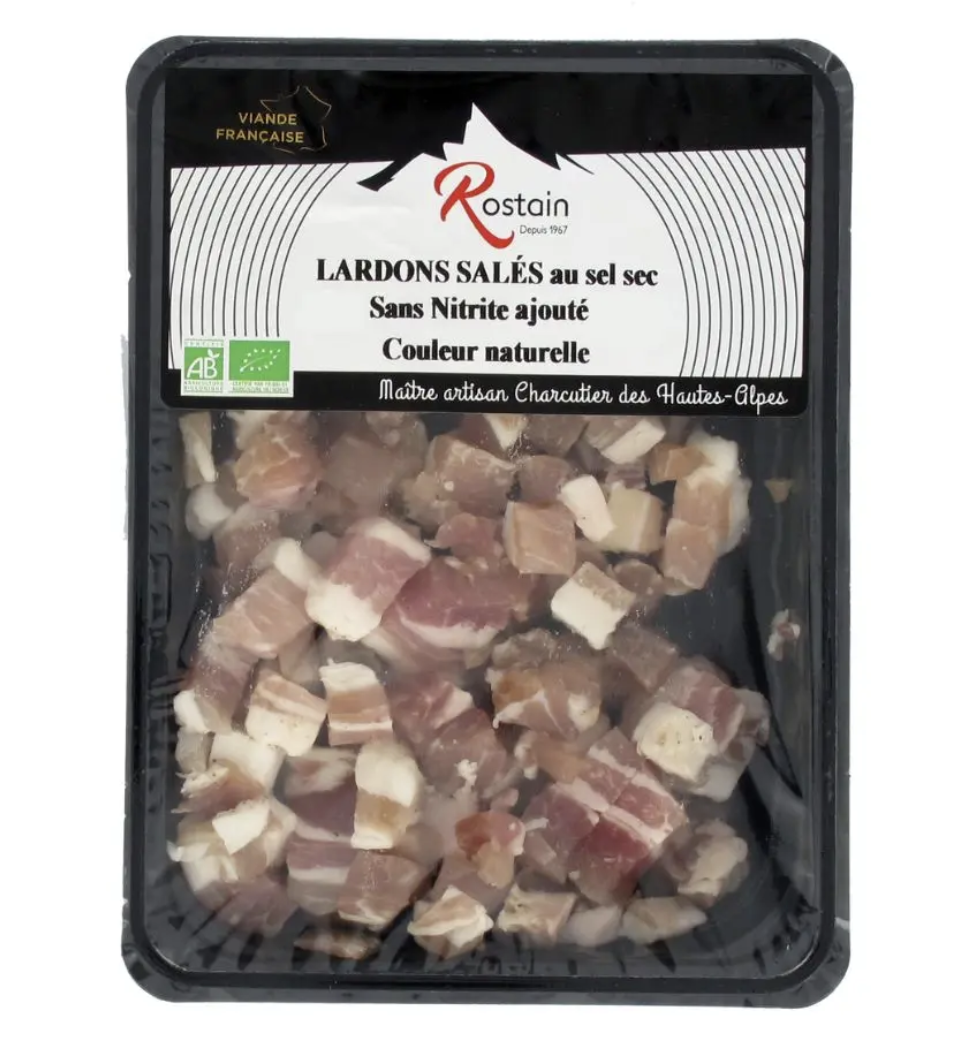 VIANDE
FRANÇAISE
Rostain
Depuis 1967
LARDONS SALÉS au sel sec
Sans Nitrite ajouté
Couleur naturelle
AB
Maître artisan Charcutier des Hautes-Alpes